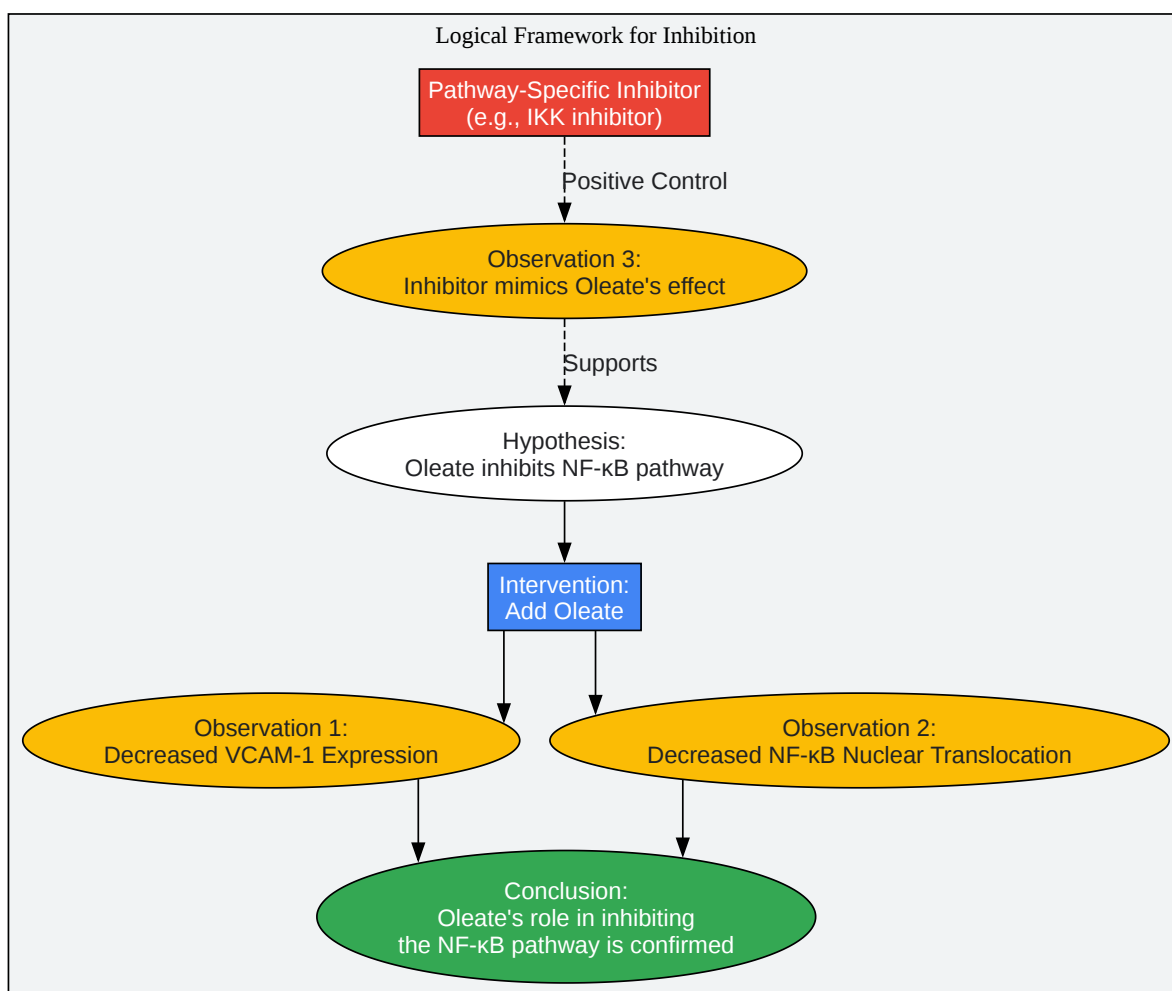 Logical Framework for Inhibition
Pathway-Specific Inhibitor
(e.g., IKK inhibitor)
Positive Control
Observation 3:
Inhibitor mimics Oleate's effect
Supports
Hypothesis:
Oleate inhibits NF-κB pathway
Intervention:
Add Oleate
Observation 1:
Decreased VCAM-1 Expression
Observation 2:
Decreased NF-κB Nuclear Translocation
Conclusion:
Oleate's role in inhibiting
the NF-κB pathway is confirmed